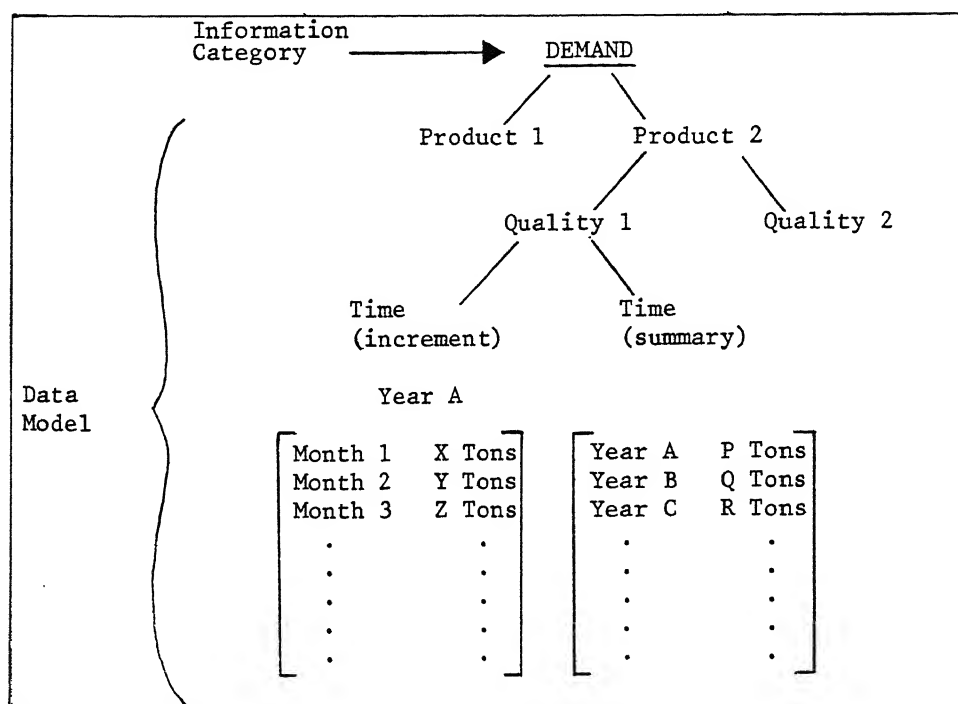 Information
Category
DEMAND
Product 1 Product 2
Quality 1 Quality 2
Time Time
(increment) (summary)
Data
Model
Year A
Month 1 X Tons Year A P Tons
Month 2 Y Tons Year B Q Tons
Month 3 Z Tons Year C R Tons
. . . .
. . . .
. . . .
. . . .
. . . .